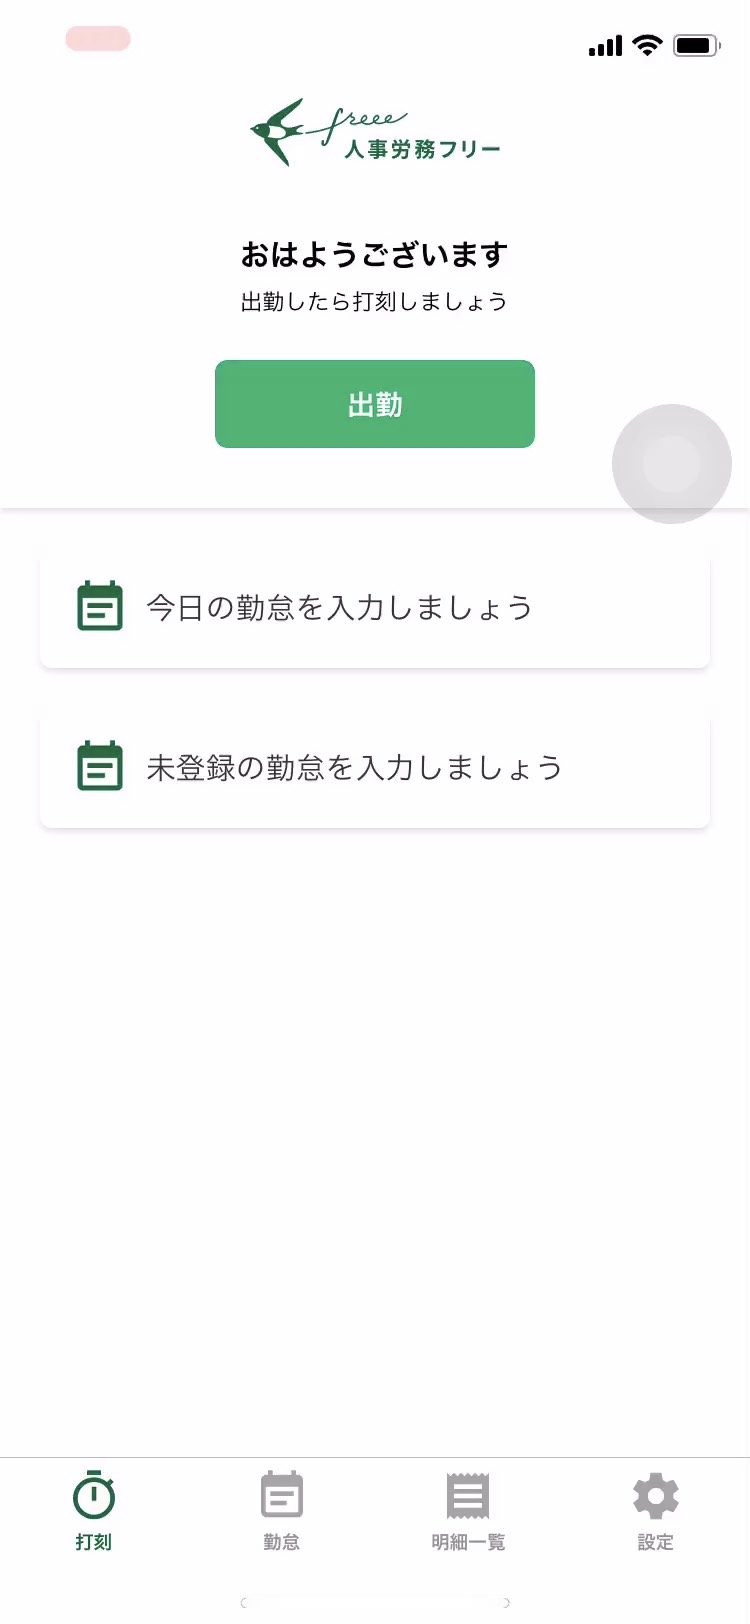 freee
人事労務フリー
おはようございます
出勤したら打刻しましょう
出勤
今日の勤怠を入力しましょう
未登録の勤怠を入力しましょう
打刻
勤怠
明細一覧
設定